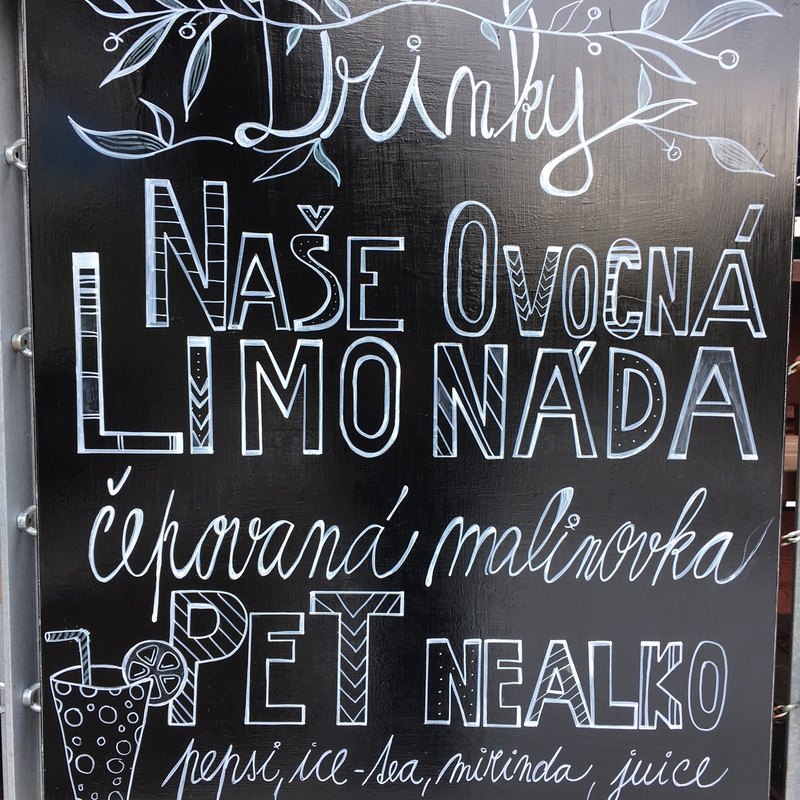 Drinky
NAŠE OVOCNÁ
LIMONÁDA
čepovaná malinovka
PET NEALKO
pepsi, ice-tea, mirinda, juice